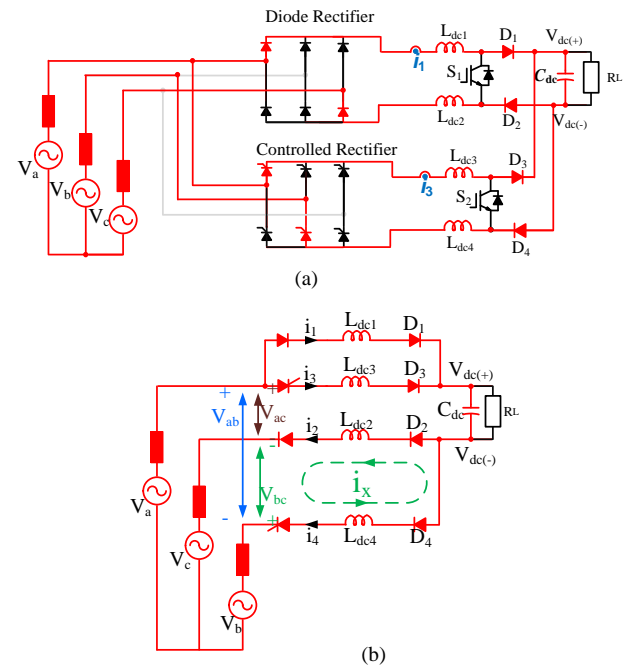 Diode Rectifier
L_dc1 D_1 V_dc(+)
i_1 S_1 C_dc R_L
L_dc2 D_2 V_dc(-)
Controlled Rectifier
L_dc3 D_3
i_3 S_2
L_dc4 D_4
V_a
V_b
V_c
(a)
i_1 L_dc1 D_1
i_3 L_dc3 D_3 V_dc(+)
+ + V_ab V_ac C_dc R_L
- i_2 L_dc2 D_2 V_dc(-)
V_bc i_x
- + i_4 L_dc4 D_4
V_a
V_c
V_b
(b)